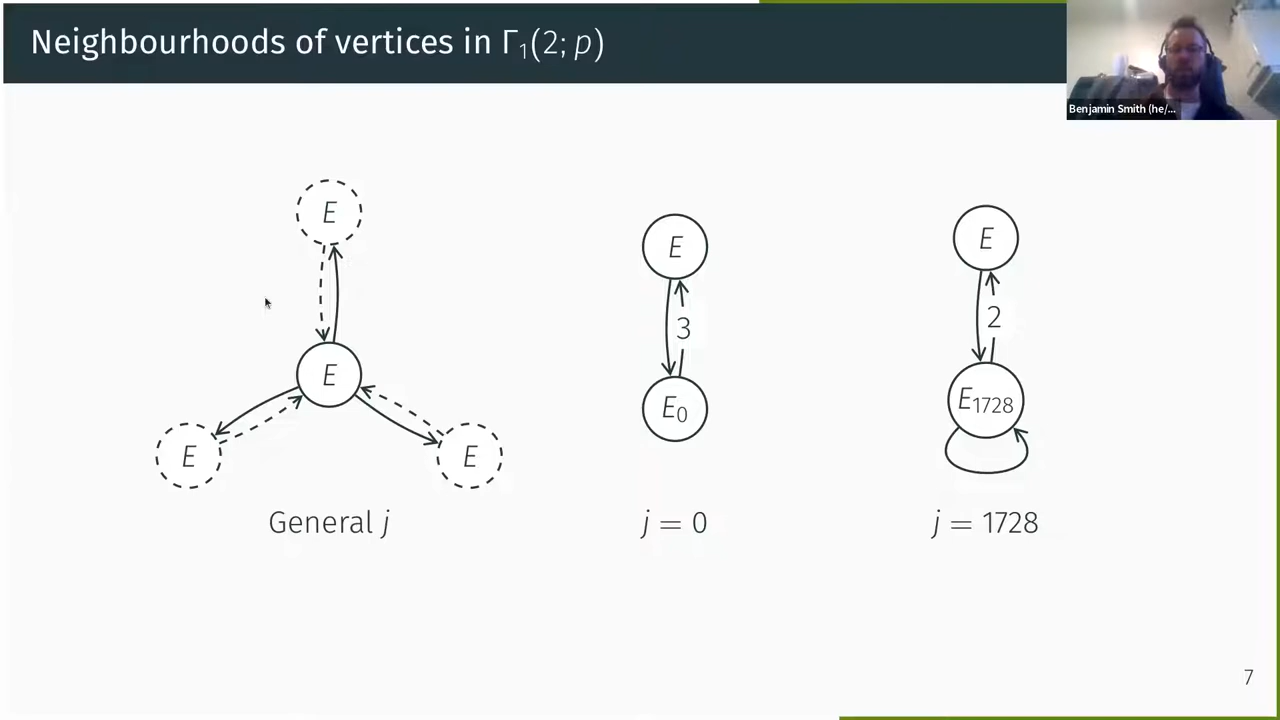 Neighbourhoods of vertices in Γ₁(2; p)
Benjamin Smith (he/...
E
E
E
E
General j
E
3
E₀
j = 0
E
2
E₁₇₂₈
j = 1728
7